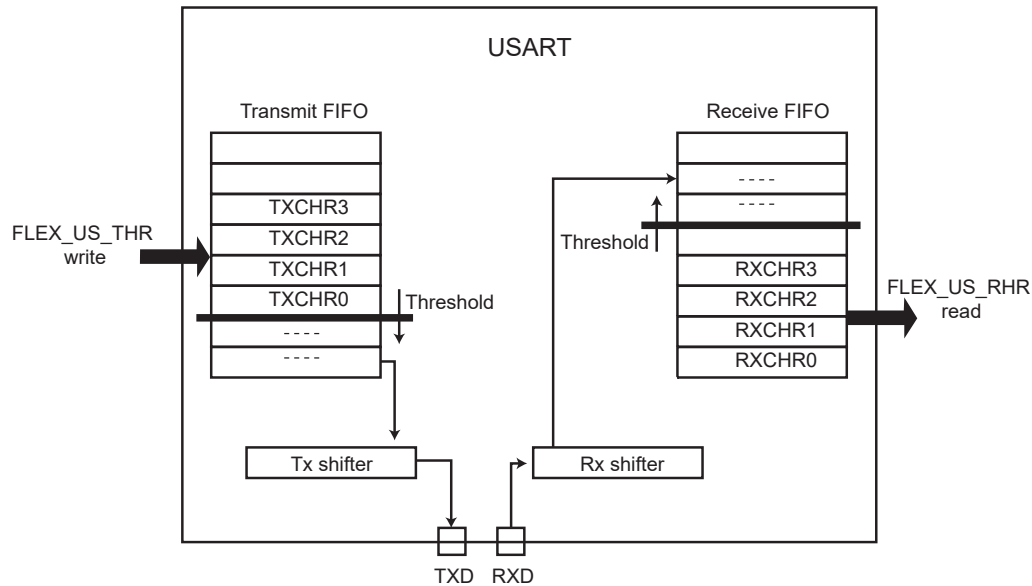 USART
Transmit FIFO
Receive FIFO
TXCHR3
TXCHR2
TXCHR1
TXCHR0
- - - -
- - - -
FLEX_US_THR
write
Threshold
- - - -
- - - -
Threshold
RXCHR3
RXCHR2
RXCHR1
RXCHR0
FLEX_US_RHR
read
Tx shifter
Rx shifter
TXD
RXD